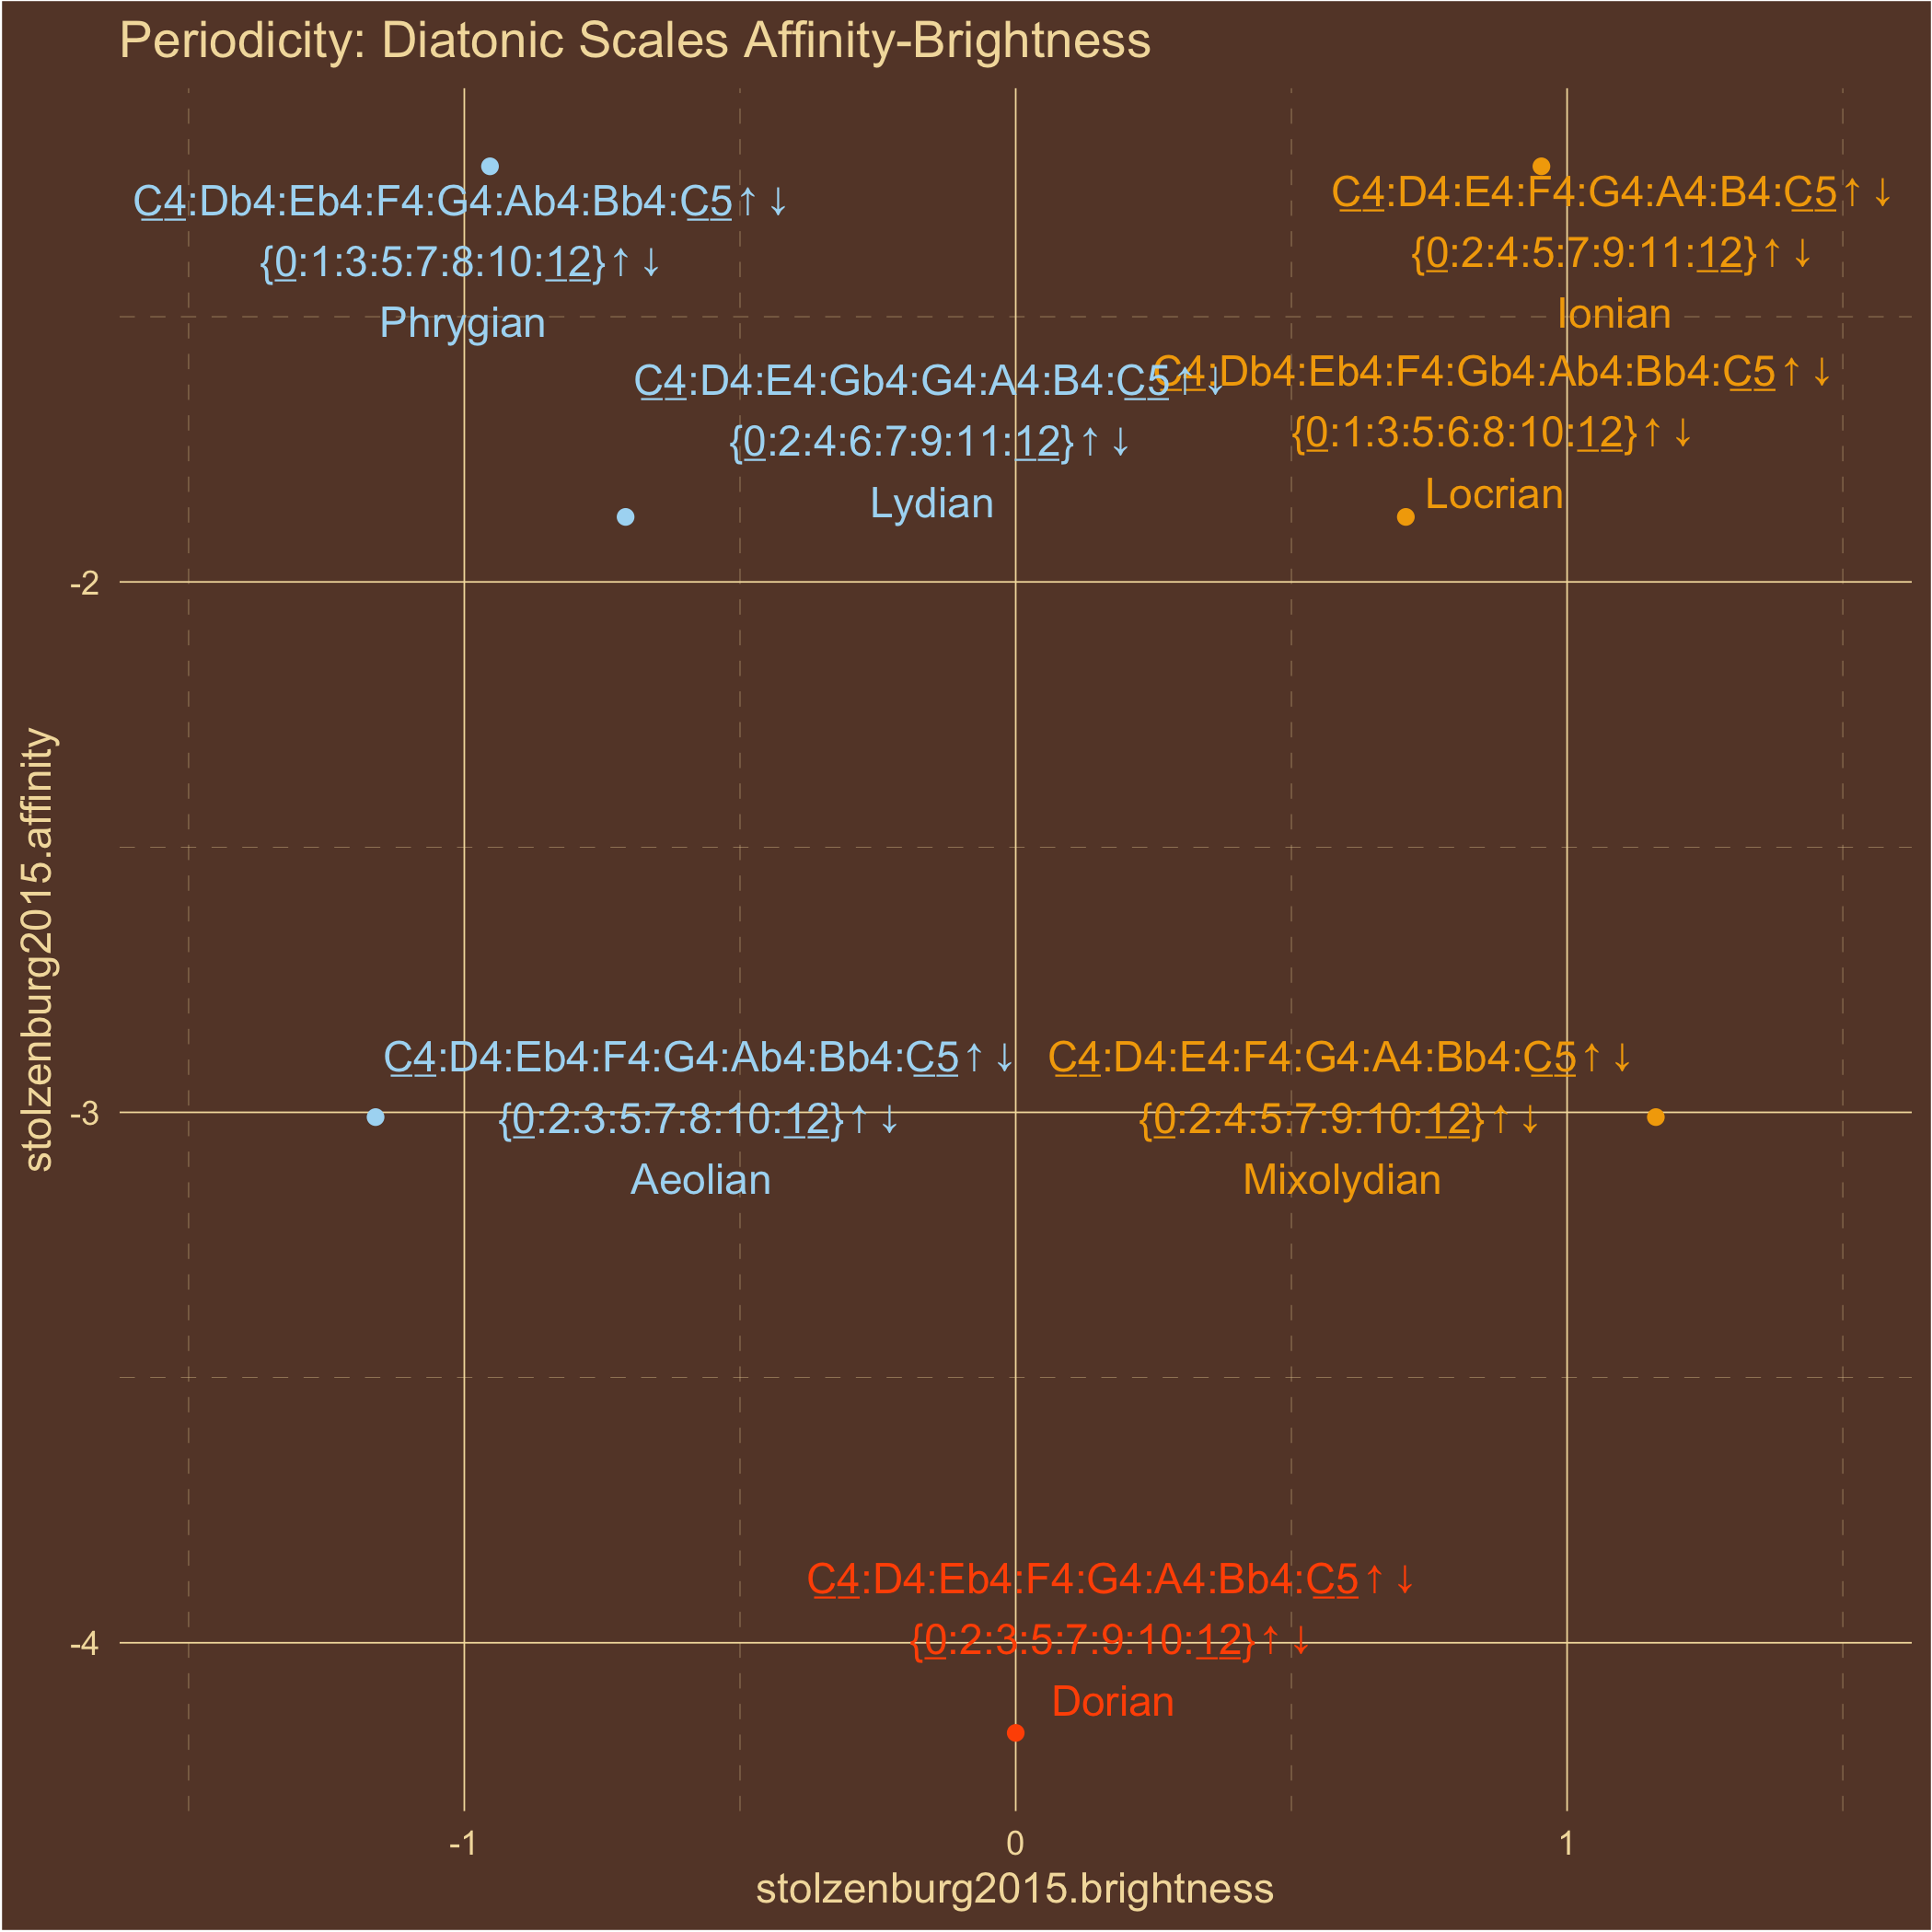 Periodicity: Diatonic Scales Affinity-Brightness
C4:Db4:Eb4:F4:G4:Ab4:Bb4:C5↑↓
{0:1:3:5:7:8:10:12}↑↓
Phrygian
C4:D4:E4:F4:G4:A4:B4:C5↑↓
{0:2:4:5:7:9:11:12}↑↓
Ionian
C4:D4:E4:Gb4:G4:A4:B4:C5↑↓
{0:2:4:6:7:9:11:12}↑↓
Lydian
C4:Db4:Eb4:F4:Gb4:Ab4:Bb4:C5↑↓
{0:1:3:5:6:8:10:12}↑↓
Locrian
-2
C4:D4:Eb4:F4:G4:Ab4:Bb4:C5↑↓
{0:2:3:5:7:8:10:12}↑↓
Aeolian
C4:D4:E4:F4:G4:A4:Bb4:C5↑↓
{0:2:4:5:7:9:10:12}↑↓
Mixolydian
-3
stolzenburg2015.affinity
C4:D4:Eb4:F4:G4:A4:Bb4:C5↑↓
{0:2:3:5:7:9:10:12}↑↓
Dorian
-4
-1
0
1
stolzenburg2015.brightness